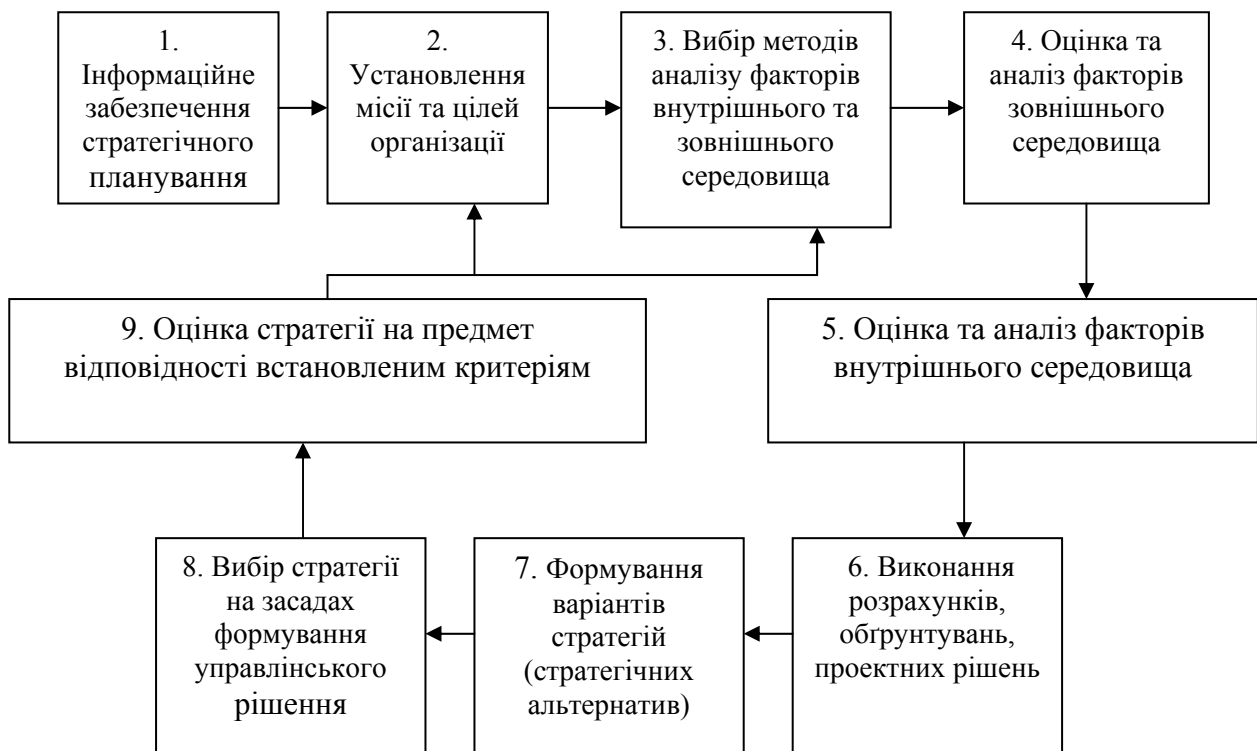 1.
Інформаційне
забезпечення
стратегічного
планування
2.
Установлення
місії та цілей
організації
3. Вибір методів
аналізу факторів
внутрішнього та
зовнішнього
середовища
4. Оцінка та
аналіз факторів
зовнішнього
середовища
5. Оцінка та аналіз факторів
внутрішнього середовища
6. Виконання
розрахунків,
обґрунтувань,
проектних рішень
7. Формування
варіантів
стратегій
(стратегічних
альтернатив)
8. Вибір стратегії
на засадах
формування
управлінського
рішення
9. Оцінка стратегії на предмет
відповідності встановленим критеріям